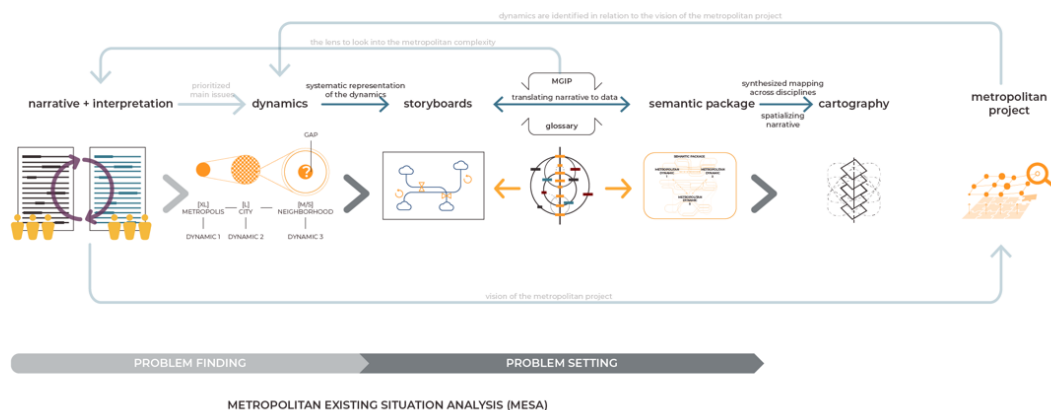 dynamics are identified in relation to the vision of the metropolitan project
the lens to look into the metropolitan complexity
narrative + interpretation
prioritized
main issues
dynamics
systematic representation
of the dynamics
storyboards
MGIP
translating narrative to data
glossary
semantic package
synthesized mapping
across disciplines
spatializing
narrative
cartography
metropolitan
project
GAP
?
[XL]
METROPOLIS
[L]
CITY
[M/S]
NEIGHBORHOOD
DYNAMIC 1
DYNAMIC 2
DYNAMIC 3
SEMANTIC PACKAGE
METROPOLITAN
METROPOLITAN
METROPOLITAN
vision of the metropolitan project
PROBLEM FINDING
PROBLEM SETTING
METROPOLITAN EXISTING SITUATION ANALYSIS (MESA)